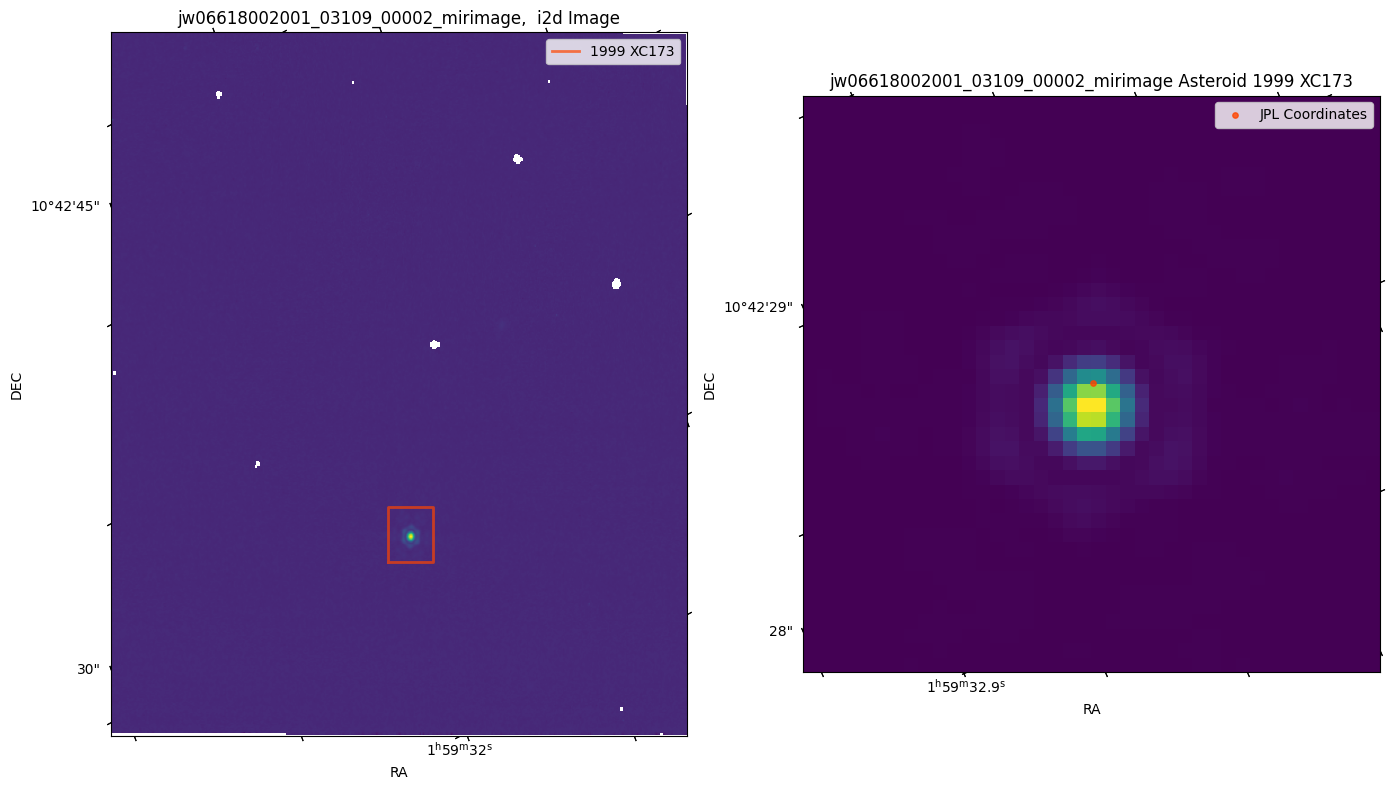 jw06618002001_03109_00002_mirimage,  i2d Image
1999 XC173
10°42'45"
DEC
30"
1ʰ59ᵐ32ˢ
RA
jw06618002001_03109_00002_mirimage Asteroid 1999 XC173
JPL Coordinates
10°42'29"
DEC
28"
1ʰ59ᵐ32.9ˢ
RA